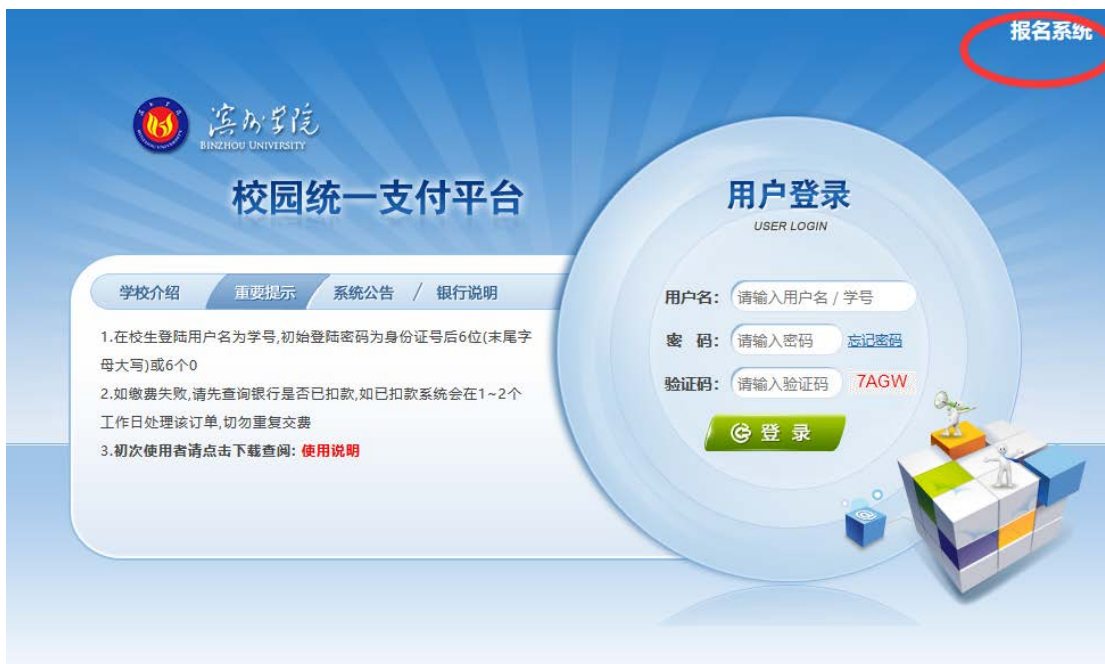 报名系统
滨州学院
BINZHOU UNIVERSITY
校园统一支付平台
用户登录
USER LOGIN
学校介绍 重要提示 系统公告 / 银行说明
1.在校生登陆用户名为学号,初始登陆密码为身份证号后6位(末尾字
母大写)或6个0
2.如缴费失败,请先查询银行是否已扣款,如已扣款系统会在1~2个
工作日处理该订单,切勿重复交费
3.初次使用者请点击下载查阅: 使用说明
用户名: 请输入用户名 / 学号
密 码: 请输入密码 忘记密码
验证码: 请输入验证码 7AGW
登 录
@